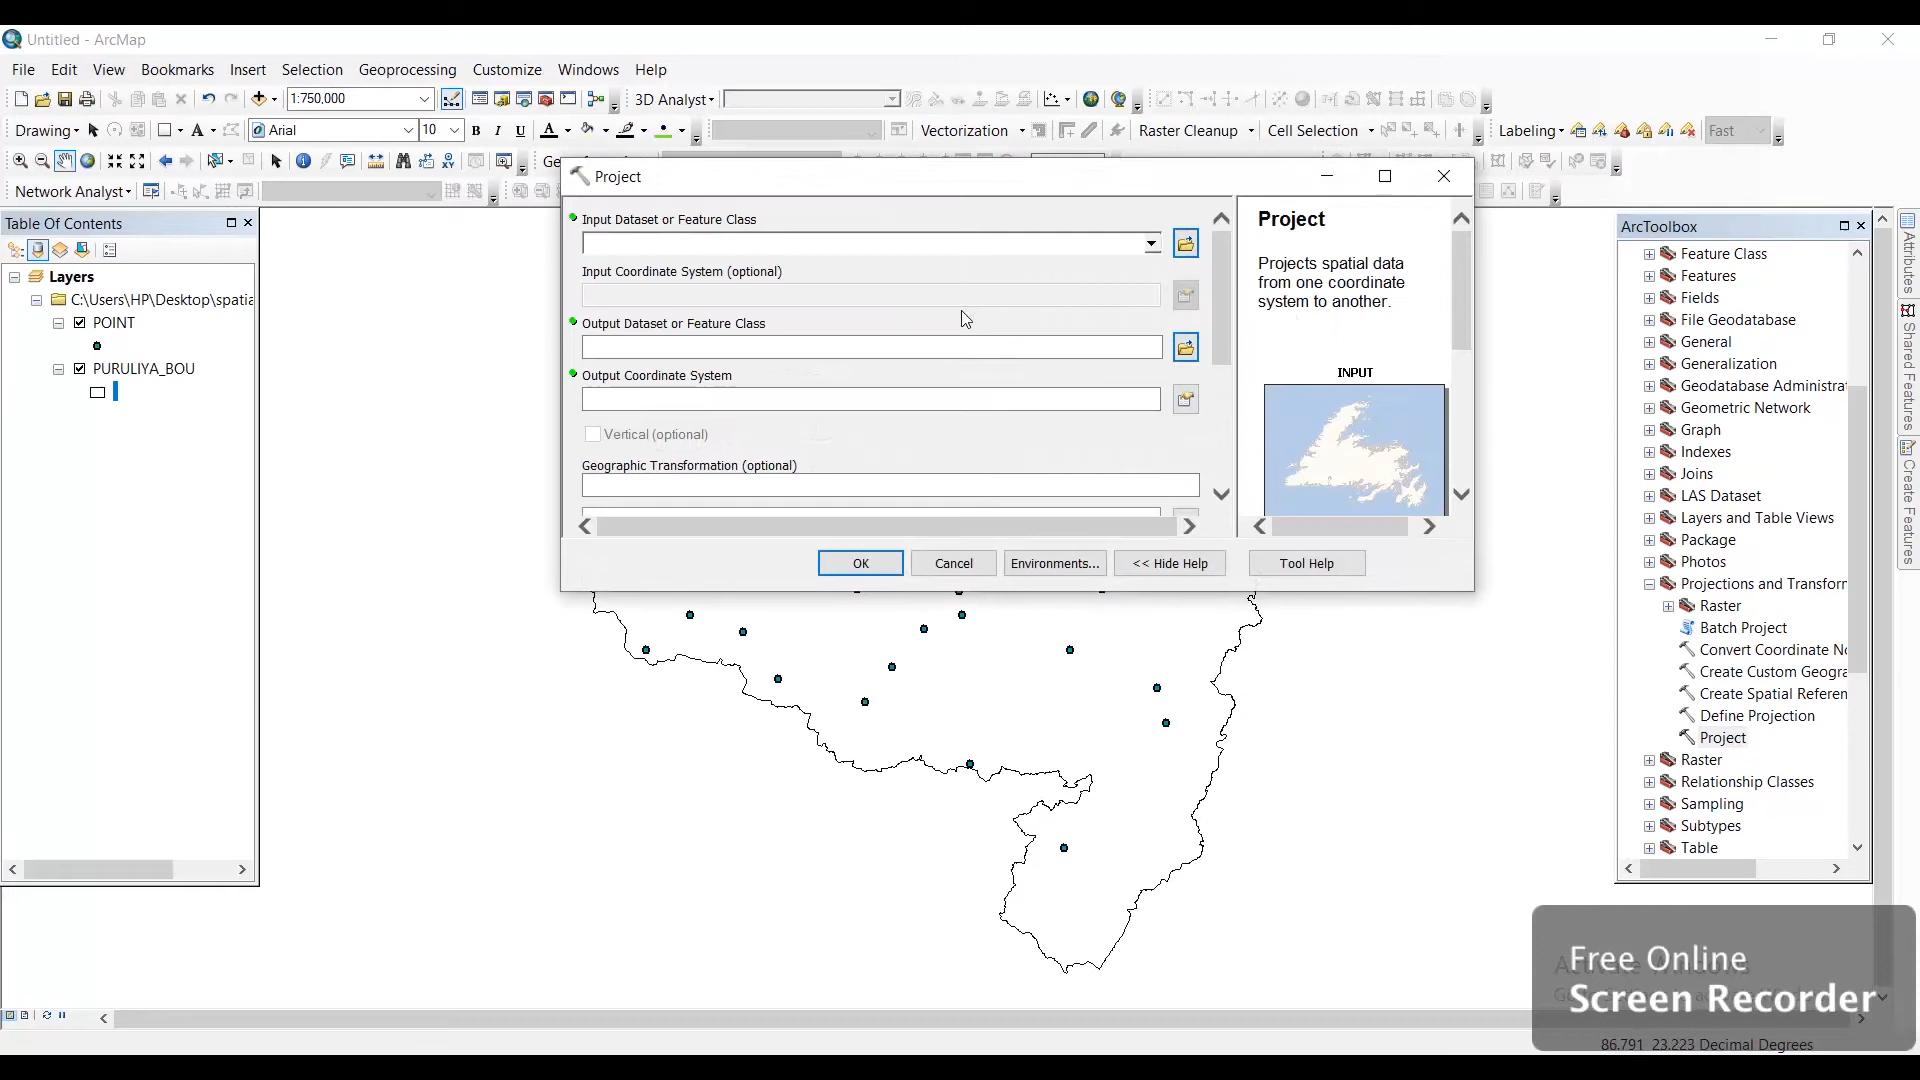 Untitled - ArcMap
File Edit View Bookmarks Insert Selection Geoprocessing Customize Windows Help
1:750,000 3D Analyst
Drawing A Arial 10 B I U A Vectorization Raster Cleanup Cell Selection Labeling Fast
Network Analyst
Table Of Contents
Layers
C:\Users\HP\Desktop\spatia
POINT
PURULIYA_BOU
Project
Input Dataset or Feature Class
Input Coordinate System (optional)
Output Dataset or Feature Class
Output Coordinate System
Vertical (optional)
Geographic Transformation (optional)
OK
Cancel
Environments...
<< Hide Help
Tool Help
Project
Projects spatial data
from one coordinate
system to another.
INPUT
ArcToolbox
Feature Class
Features
Fields
File Geodatabase
General
Generalization
Geodatabase Administra
Geometric Network
Graph
Indexes
Joins
LAS Dataset
Layers and Table Views
Package
Photos
Projections and Transforn
Raster
Batch Project
Convert Coordinate No
Create Custom Geogra
Create Spatial Referen
Define Projection
Project
Raster
Relationship Classes
Sampling
Subtypes
Table
Attributes
Shared Features
Create Features
Free Online
Screen Recorder
86.791 23.223 Decimal Degrees